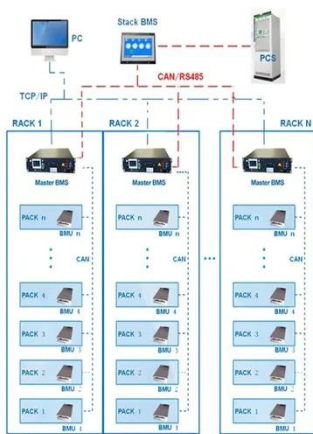 PC
Stack BMS
PCS
CAN/RS485
TCP/IP
RACK 1
RACK 2
RACK N
Master BMS
Master BMS
Master BMS
PACK n
BMU n
PACK n
BMU n
PACK n
BMU n
CAN
CAN
CAN
PACK 4
BMU 4
PACK 4
BMU 4
PACK 4
BMU 4
PACK 3
BMU 3
PACK 3
BMU 3
PACK 3
BMU 3
PACK 2
BMU 2
PACK 2
BMU 2
PACK 2
BMU 2
PACK 1
BMU 1
PACK 1
BMU 1
PACK 1
BMU 1